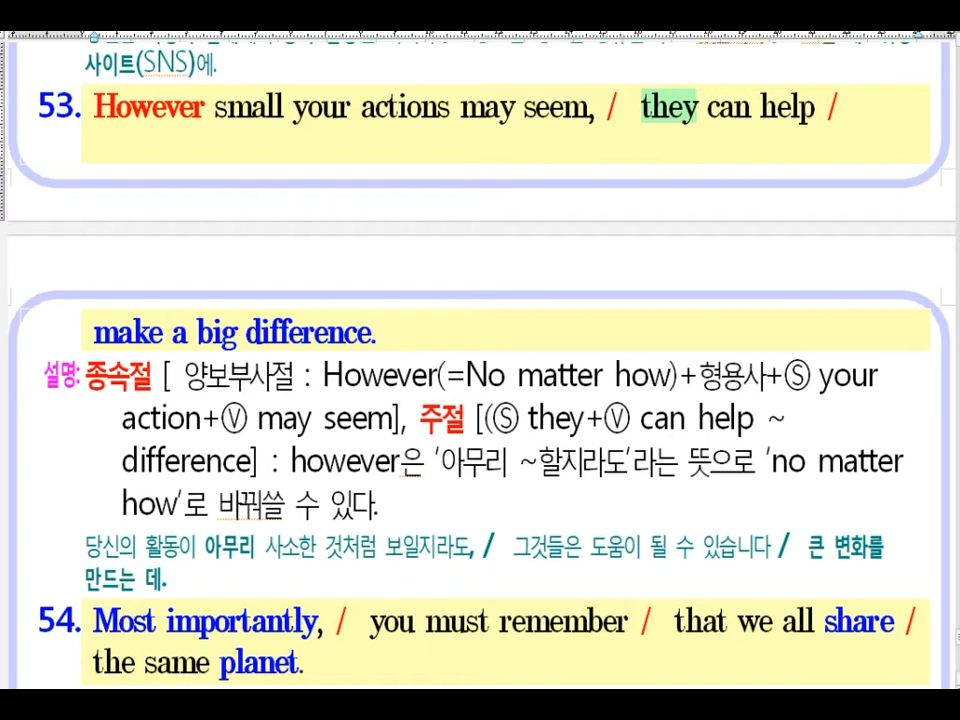 사이트(SNS)에.
53. However small your actions may seem, / they can help /
make a big difference.
설명: 종속절 [ 양보부사절 : However(=No matter how)+형용사+Ⓢ your
action+Ⓥ may seem], 주절 [(Ⓢ they+Ⓥ can help ~
difference] : however은 '아무리 ~할지라도'라는 뜻으로 'no matter
how'로 바꿔쓸 수 있다.
당신의 활동이 아무리 사소한 것처럼 보일지라도, / 그것들은 도움이 될 수 있습니다 / 큰 변화를
만드는 데.
54. Most importantly, / you must remember / that we all share /
the same planet.